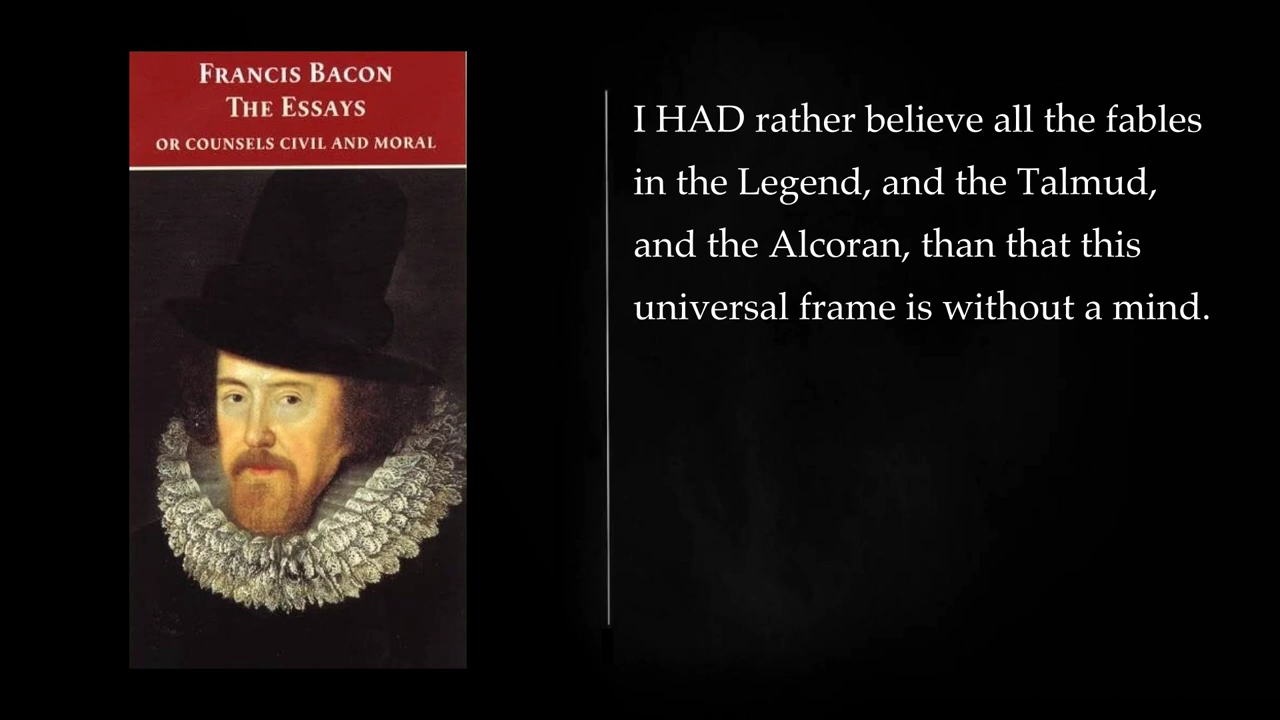 FRANCIS BACON
THE ESSAYS
OR COUNSELS CIVIL AND MORAL
I HAD rather believe all the fables
in the Legend, and the Talmud,
and the Alcoran, than that this
universal frame is without a mind.